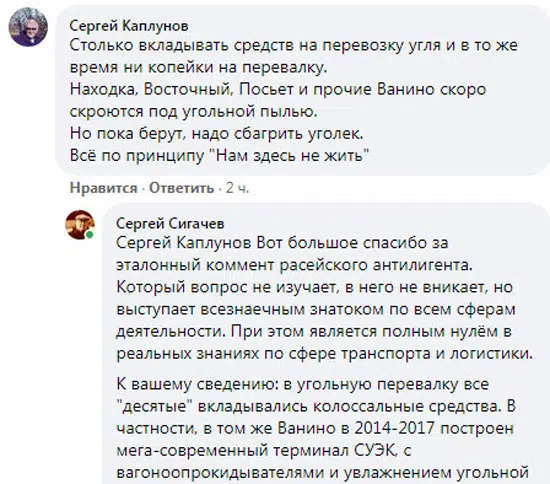 Сергей Каплунов
Столько вкладывать средств на перевозку угля и в то же
время ни копейки на перевалку.
Находка, Восточный, Посьет и прочие Ванино скоро
скроются под угольной пылью.
Но пока берут, надо сбагрить уголек.
Всё по принципу "Нам здесь не жить"
Нравится · Ответить · 2 ч.
Сергей Сигачев
Сергей Каплунов Вот большое спасибо за
эталонный коммент расейского антилигента.
Который вопрос не изучает, в него не вникает, но
выступает всезнаечным знатоком по всем сферам
деятельности. При этом является полным нулём в
реальных знаниях по сфере транспорта и логистики.
К вашему сведению: в угольную перевалку все
"десятые" вкладывались колоссальные средства. В
частности, в том же Ванино в 2014-2017 построен
мега-современный терминал СУЭК, с
вагоноопрокидывателями и увлажнением угольной